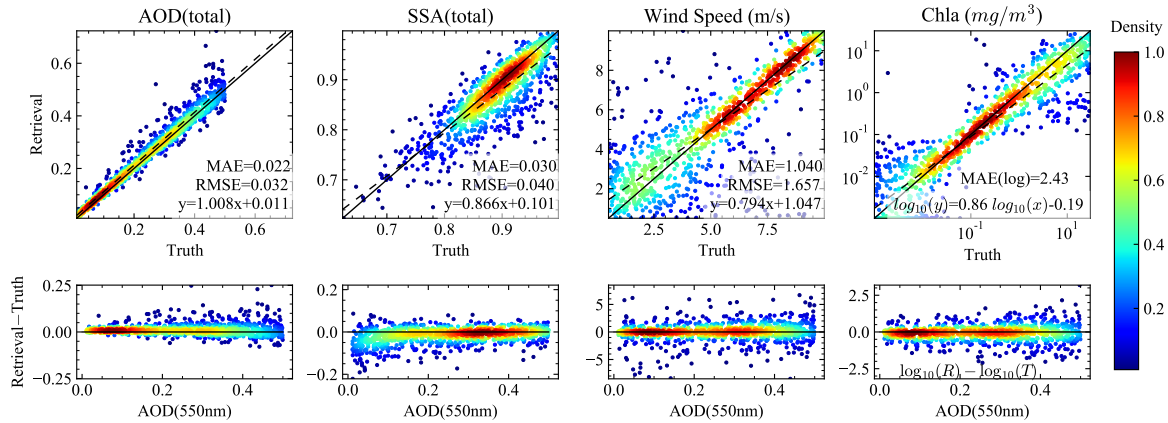 AOD(total)
SSA(total)
Wind Speed (m/s)
Chla (mg/m³)
Density
Retrieval
0.6
0.4
0.2
MAE=0.022
RMSE=0.032
y=1.008x+0.011
0.2 0.4 0.6
Truth
0.9
0.8
0.7
MAE=0.030
RMSE=0.040
y=0.866x+0.101
0.7 0.8 0.9
Truth
8
6
4
2
MAE=1.040
RMSE=1.657
y=0.794x+1.047
2.5 5.0 7.5
Truth
10¹
10⁰
10⁻¹
10⁻²
MAE(log)=2.43
log₁₀(y)=0.86 log₁₀(x)-0.19
10⁻¹ 10¹
Truth
1.0
0.8
0.6
0.4
0.2
Retrieval−Truth
0.25
0.00
−0.25
0.0 0.2 0.4
AOD(550nm)
0.2
0.0
−0.2
0.0 0.2 0.4
AOD(550nm)
5
0
−5
0.0 0.2 0.4
AOD(550nm)
2.5
0.0
−2.5
log₁₀(R)−log₁₀(T)
0.0 0.2 0.4
AOD(550nm)